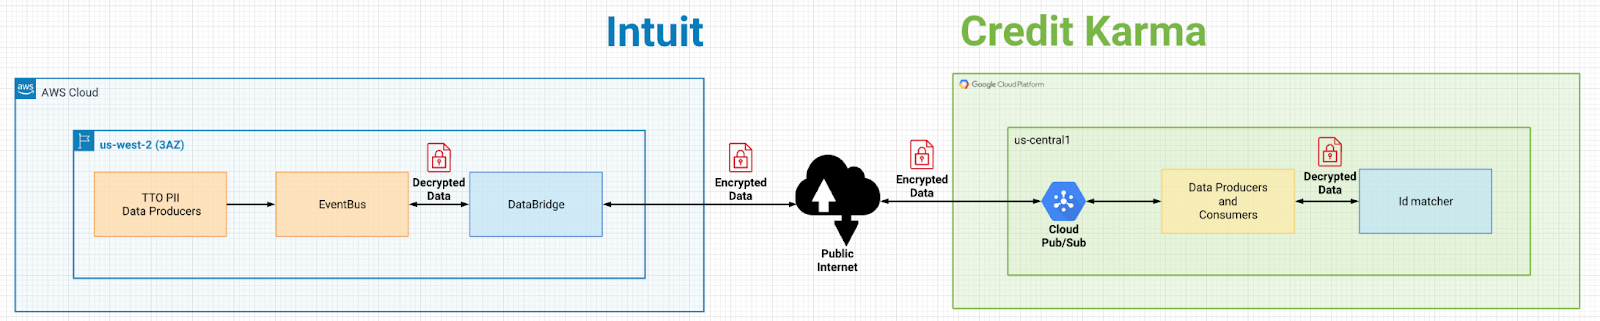 Intuit
Credit Karma
aws
AWS Cloud
us-west-2 (3AZ)
TTO PII
Data Producers
EventBus
Decrypted
Data
DataBridge
Encrypted
Data
Public
Internet
Encrypted
Data
Google Cloud Platform
us-central1
Cloud
Pub/Sub
Data Producers
and
Consumers
Decrypted
Data
Id matcher